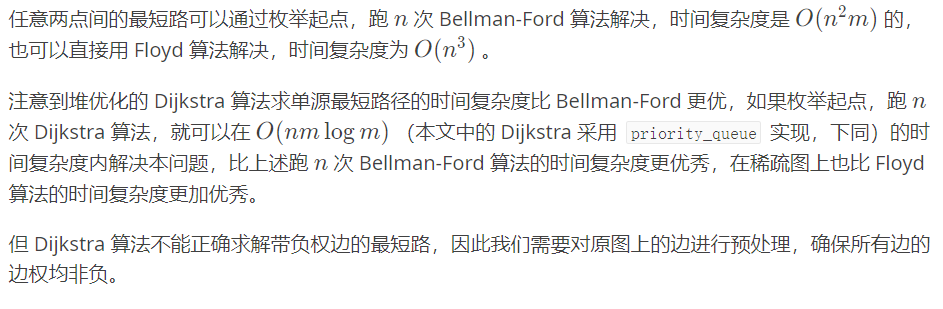 任意两点间的最短路可以通过枚举起点，跑 n 次 Bellman-Ford 算法解决，时间复杂度是 O(n²m) 的，
也可以直接用 Floyd 算法解决，时间复杂度为 O(n³) 。
注意到堆优化的 Dijkstra 算法求单源最短路径的时间复杂度比 Bellman-Ford 更优，如果枚举起点，跑 n
次 Dijkstra 算法，就可以在 O(nm log m) （本文中的 Dijkstra 采用 priority_queue 实现，下同）的时
间复杂度内解决本问题，比上述跑 n 次 Bellman-Ford 算法的时间复杂度更优秀，在稀疏图上也比 Floyd
算法的时间复杂度更加优秀。
但 Dijkstra 算法不能正确求解带负权边的最短路，因此我们需要对原图上的边进行预处理，确保所有边的
边权均非负。